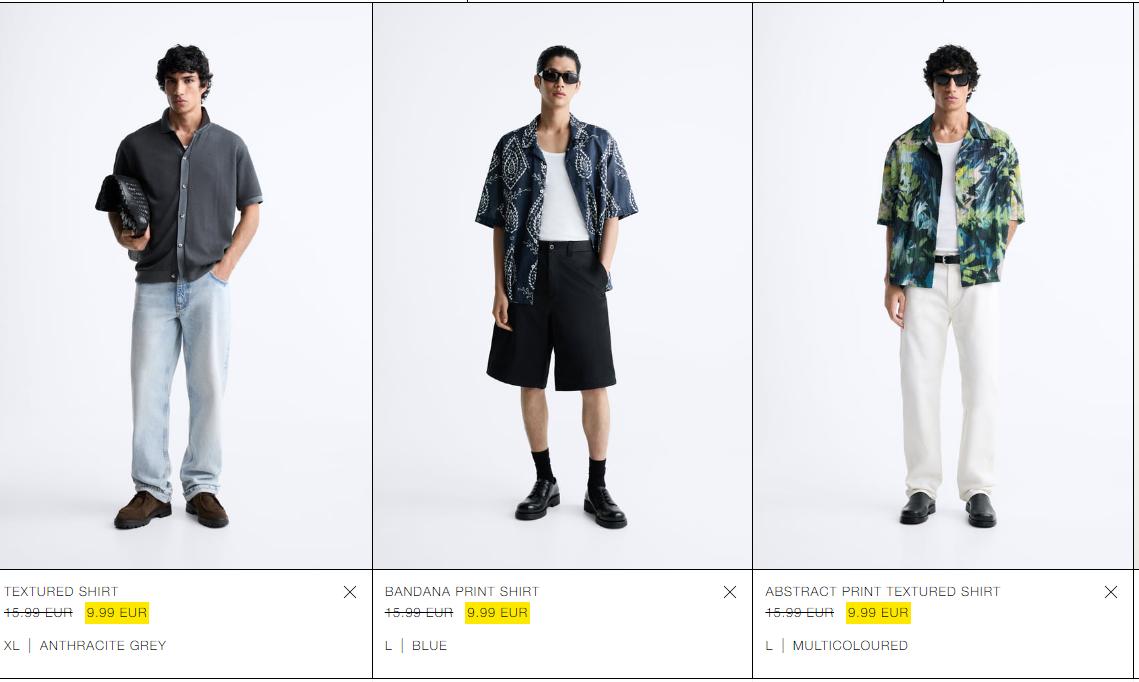 TEXTURED SHIRT
15.99 EUR 9.99 EUR
XL | ANTHRACITE GREY
BANDANA PRINT SHIRT
15.99 EUR 9.99 EUR
L | BLUE
ABSTRACT PRINT TEXTURED SHIRT
15.99 EUR 9.99 EUR
L | MULTICOLOURED